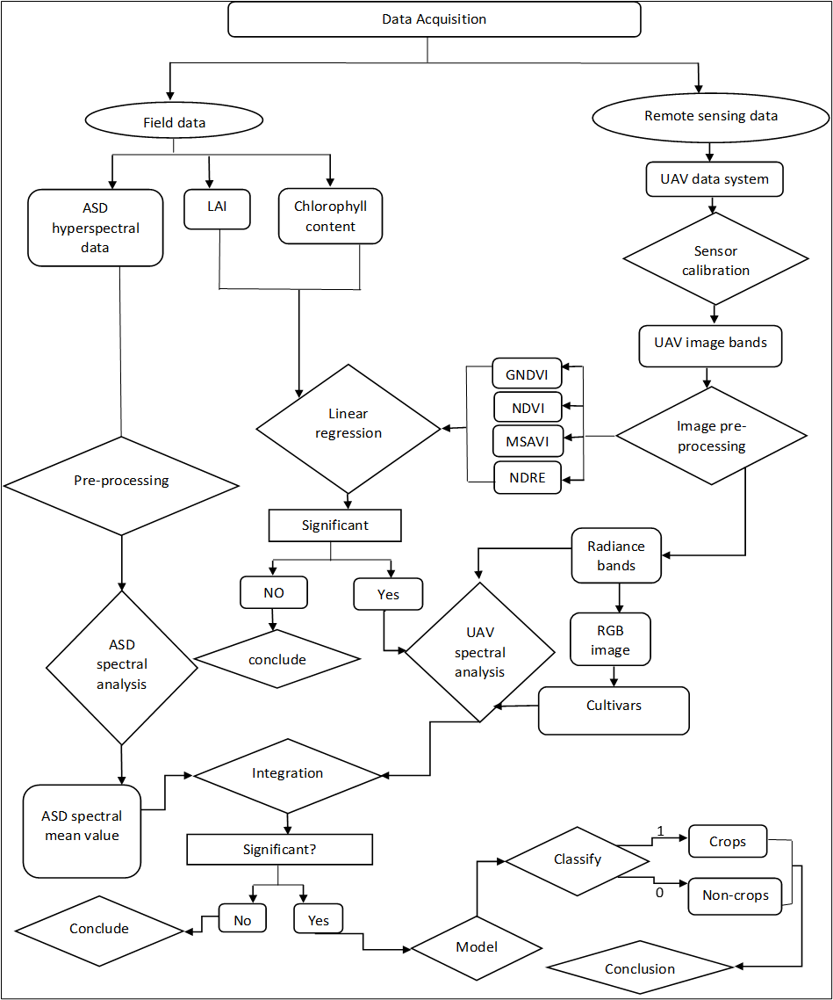 Data Acquisition
Field data
Remote sensing data
ASD
hyperspectral
data
LAI
Chlorophyll
content
UAV data system
Sensor
calibration
UAV image bands
GNDVI
NDVI
MSAVI
NDRE
Linear
regression
Image pre-
processing
Pre-processing
Significant
Radiance
bands
NO
Yes
conclude
ASD
spectral
analysis
UAV
spectral
analysis
RGB
image
Cultivars
Integration
ASD spectral
mean value
Significant?
Classify
1
Crops
0
Non-crops
Conclude
No
Yes
Model
Conclusion